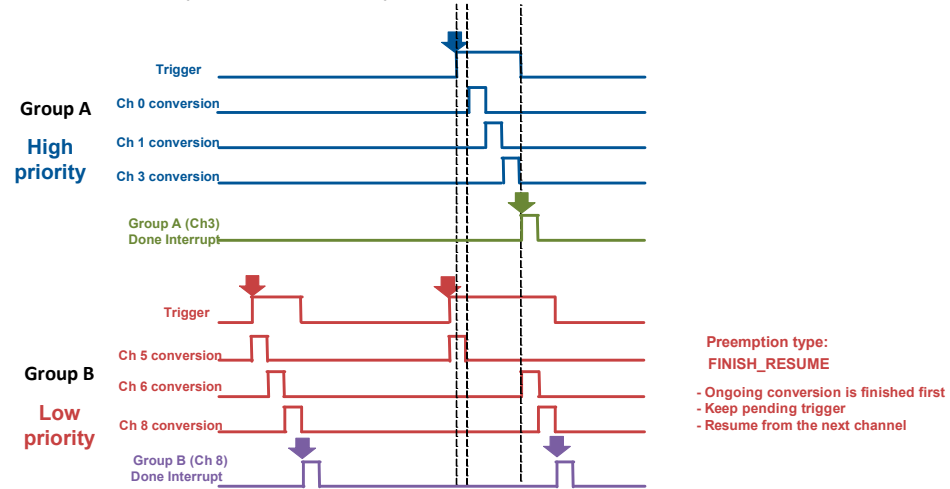 Trigger
Ch 0 conversion
Group A
Ch 1 conversion
High
priority
Ch 3 conversion
Group A (Ch3)
Done Interrupt
Trigger
Ch 5 conversion
Group B
Ch 6 conversion
Low
priority
Ch 8 conversion
Group B (Ch 8)
Done Interrupt
Preemption type:
FINISH_RESUME
- Ongoing conversion is finished first
- Keep pending trigger
- Resume from the next channel